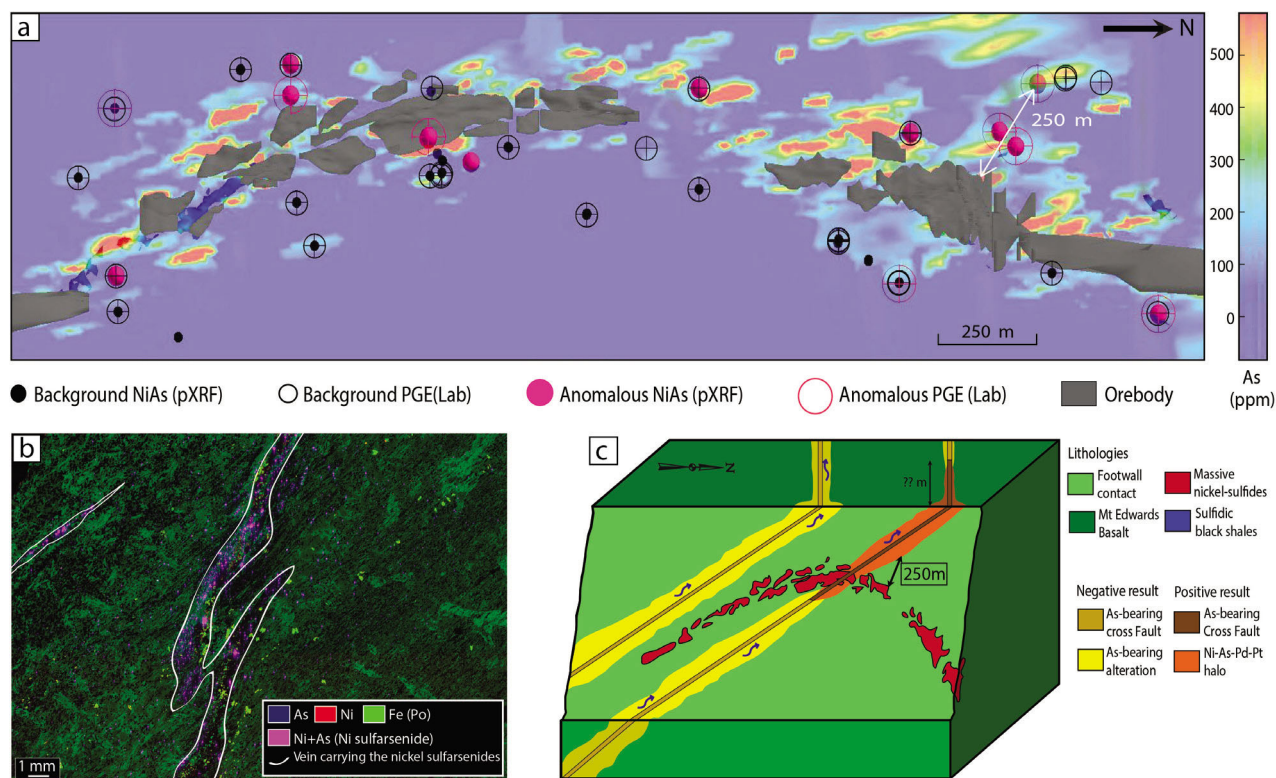 a
N
250 m
250 m
500
400
300
200
100
0
As
(ppm)
Background NiAs (pXRF)
Background PGE(Lab)
Anomalous NiAs (pXRF)
Anomalous PGE (Lab)
Orebody
b
As
Ni
Fe (Po)
Ni+As (Ni sulfarsenide)
Vein carrying the nickel sulfarsenides
1 mm
c
N
?? m
250m
Lithologies
Footwall
contact
Massive
nickel-sulfides
Mt Edwards
Basalt
Sulfidic
black shales
Negative result
Positive result
As-bearing
cross Fault
As-bearing
Cross Fault
As-bearing
alteration
Ni-As-Pd-Pt
halo